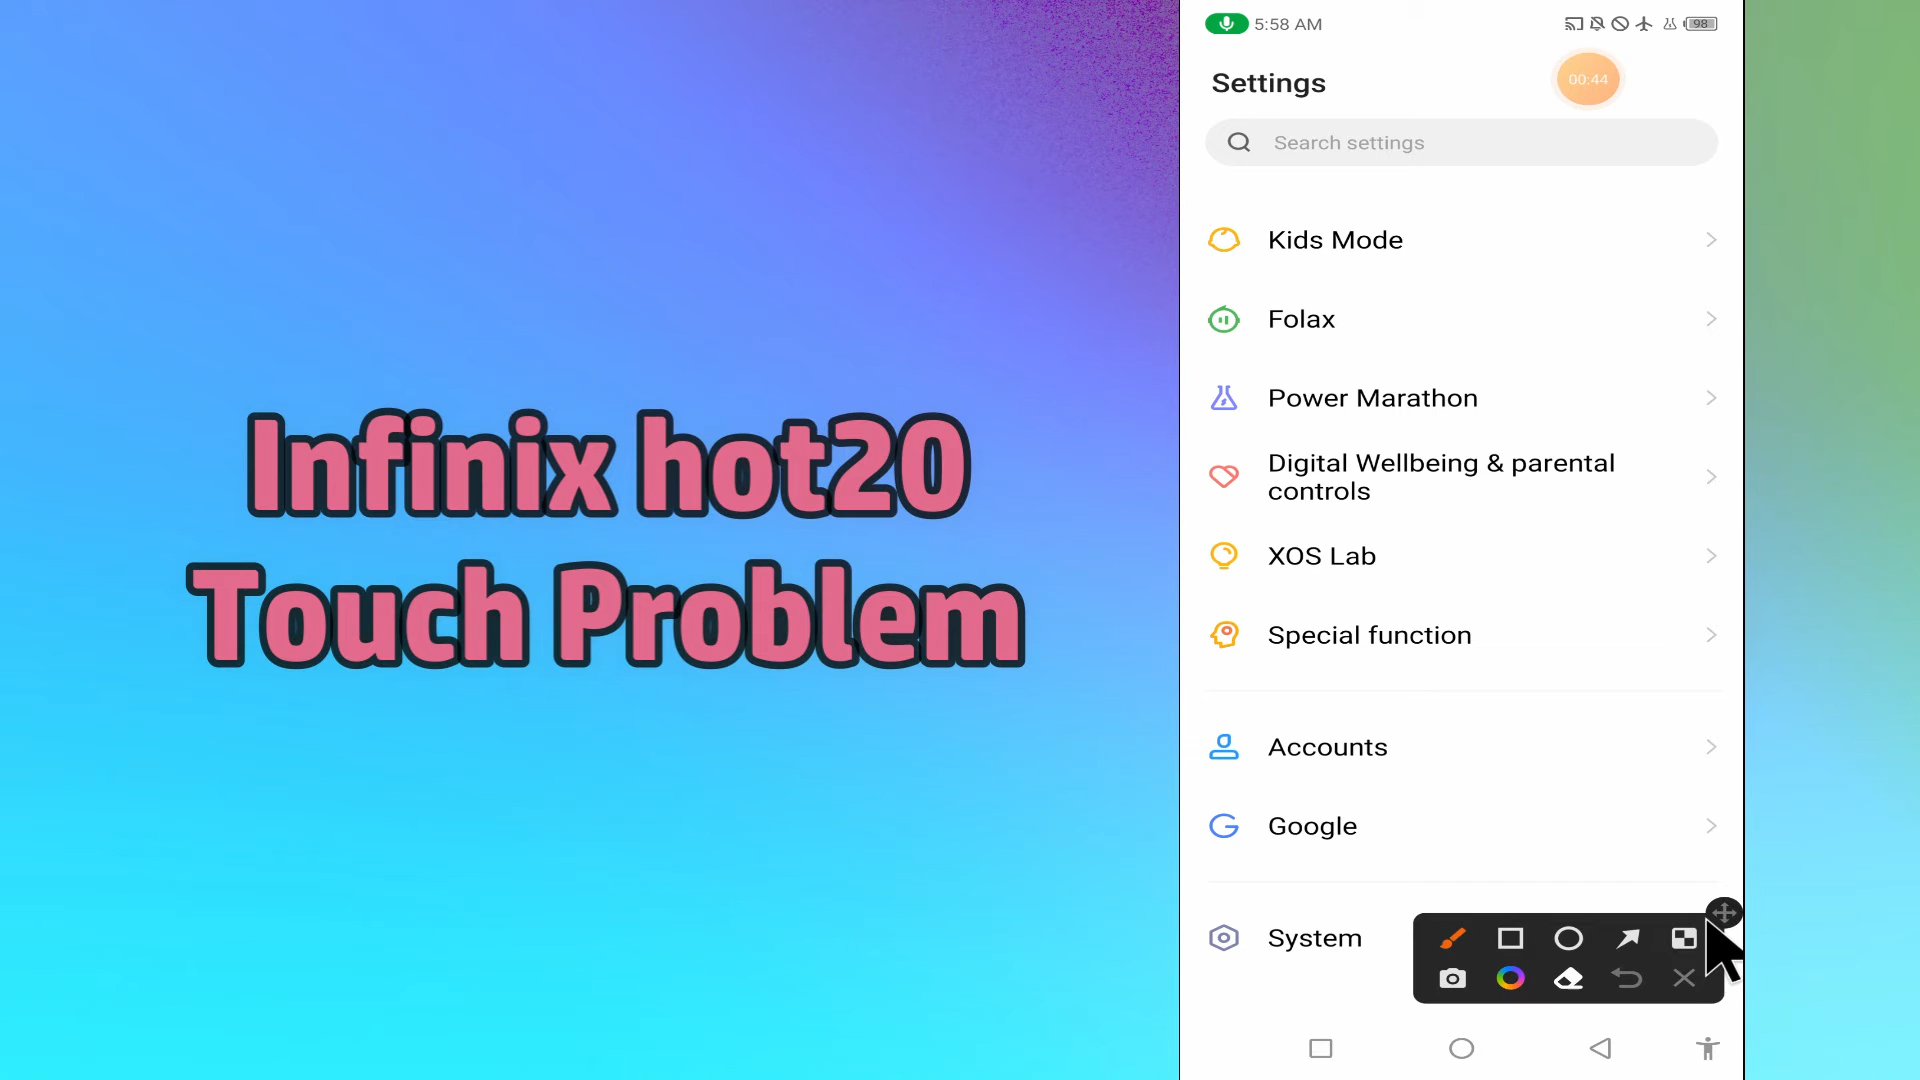 5:58 AM
98
Settings
00:44
Search settings
Kids Mode
Folax
Power Marathon
Digital Wellbeing & parental
controls
XOS Lab
Special function
Accounts
Google
System
Infinix hot20
Touch Problem